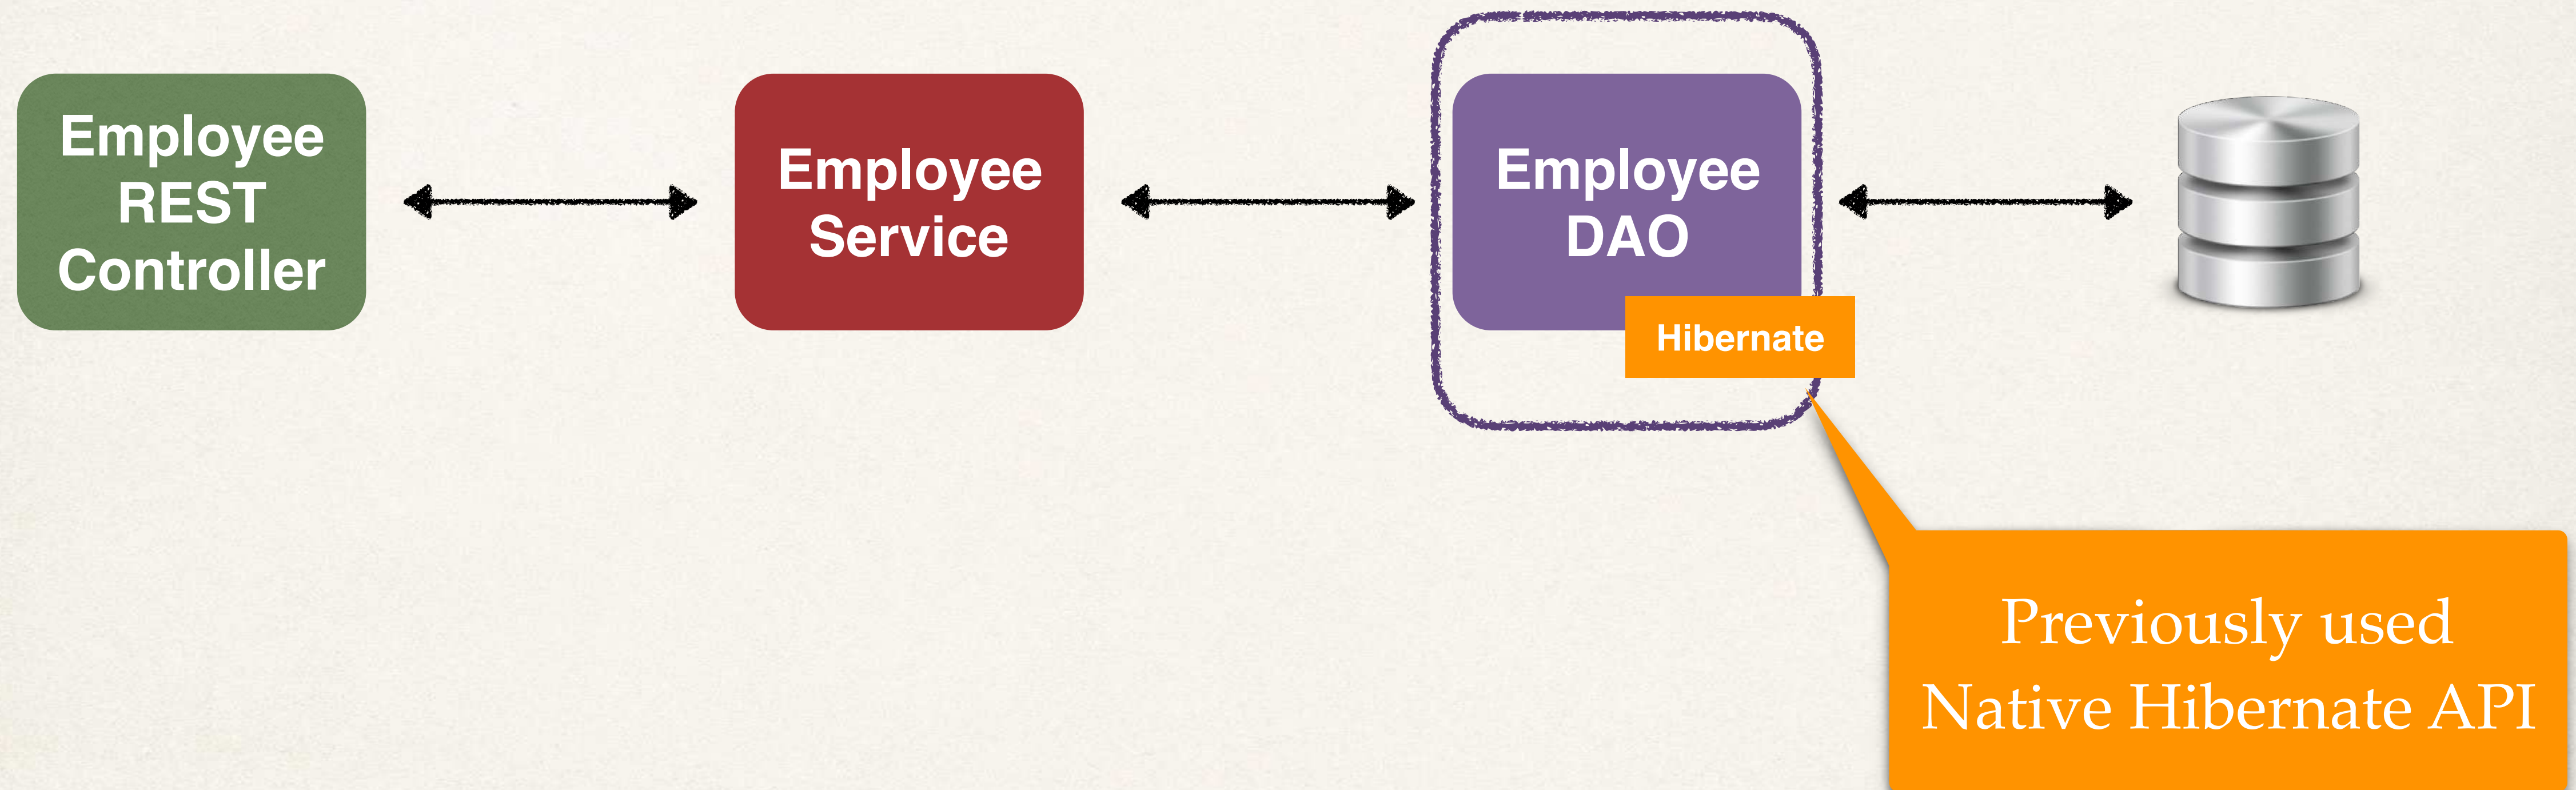 Employee
REST
Controller
Employee
Service
Employee
DAO
Hibernate
Previously used
Native Hibernate API